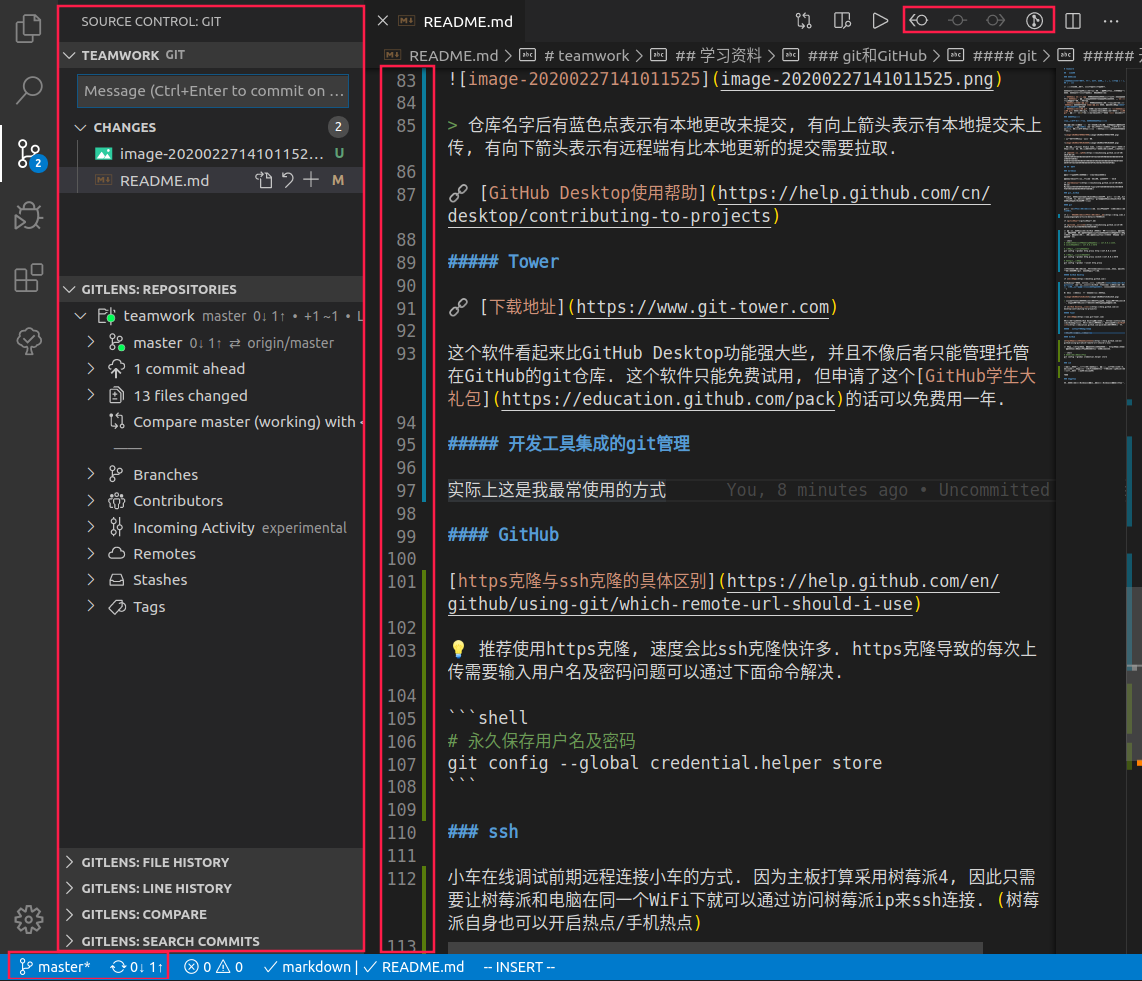 SOURCE CONTROL: GIT
TEAMWORK GIT
Message (Ctrl+Enter to commit on ...
CHANGES 2
image-2020022714101152... U
README.md M
2
GITLENS: REPOSITORIES
teamwork master 0↓ 1↑ • +1 ~1 • L
master 0↓ 1↑ ⇄ origin/master
1 commit ahead
13 files changed
Compare master (working) with
Branches
Contributors
Incoming Activity experimental
Remotes
Stashes
Tags
GITLENS: FILE HISTORY
GITLENS: LINE HISTORY
GITLENS: COMPARE
GITLENS: SEARCH COMMITS
README.md
README.md > # teamwork > ## 学习资料 > ### git和GitHub > #### git > #####
83 ![image-20200227141011525](image-20200227141011525.png)
84
85 > 仓库名字后有蓝色点表示有本地更改未提交, 有向上箭头表示有本地提交未上
传, 有向下箭头表示有远程端有比本地更新的提交需要拉取.
86
87 🔗 [GitHub Desktop使用帮助](https://help.github.com/cn/
desktop/contributing-to-projects)
88
89 ##### Tower
90
91 🔗 [下载地址](https://www.git-tower.com)
92
93 这个软件看起来比GitHub Desktop功能强大些, 并且不像后者只能管理托管
在GitHub的git仓库. 这个软件只能免费试用, 但申请了这个[GitHub学生大
礼包](https://education.github.com/pack)的话可以免费用一年.
94
95 ##### 开发工具集成的git管理
96
97 实际上这是我最常使用的方式 You, 8 minutes ago • Uncommitted
98
99 #### GitHub
100
101 [https克隆与ssh克隆的具体区别](https://help.github.com/en/
github/using-git/which-remote-url-should-i-use)
102
103 💡 推荐使用https克隆, 速度会比ssh克隆快许多. https克隆导致的每次上
传需要输入用户名及密码问题可以通过下面命令解决.
104
105 ```shell
106 # 永久保存用户名及密码
107 git config --global credential.helper store
108 ```
109
110 ### ssh
111
112 小车在线调试前期远程连接小车的方式. 因为主板打算采用树莓派4, 因此只需
要让树莓派和电脑在同一个WiFi下就可以通过访问树莓派ip来ssh连接. (树莓
派自身也可以开启热点/手机热点)
113
master* 0↓ 1↑ 0 0 ✓ markdown | ✓ README.md -- INSERT --